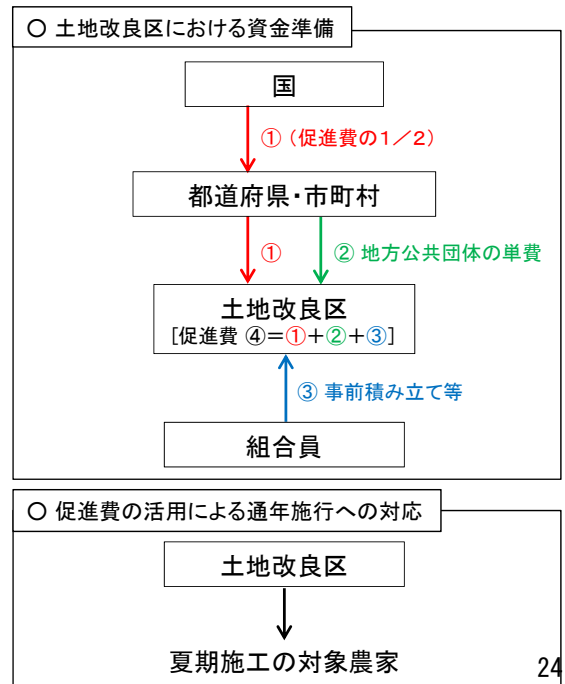 〇 土地改良区における資金準備
国
①（促進費の１／２）
都道府県・市町村
①
② 地方公共団体の単費
土地改良区
[促進費 ④＝①＋②＋③]
③ 事前積み立て等
組合員
〇 促進費の活用による通年施行への対応
土地改良区
夏期施工の対象農家
24